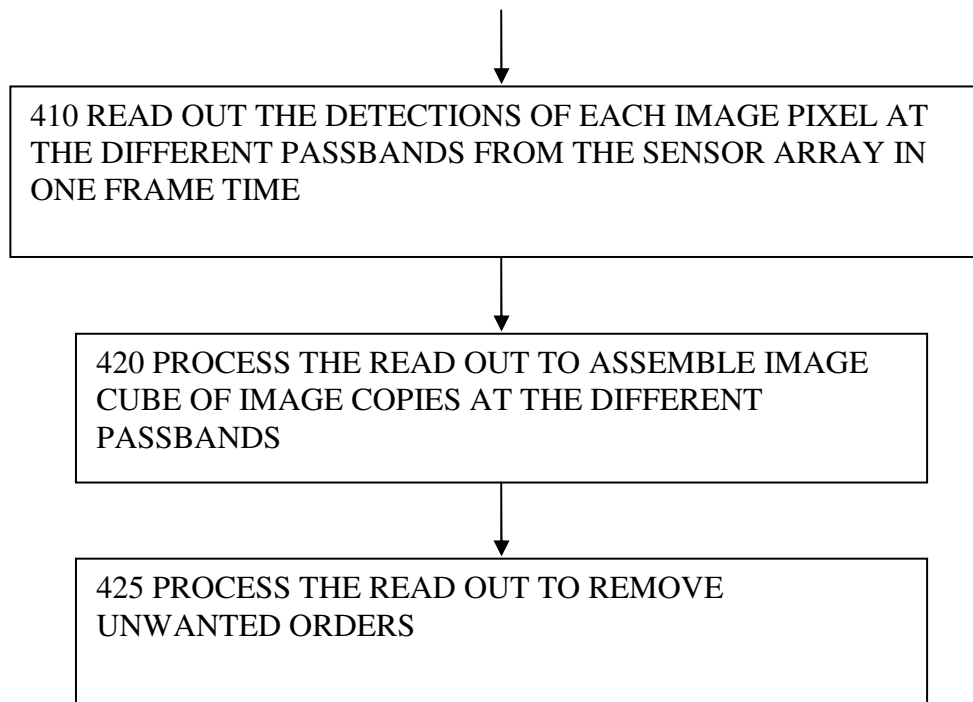 410 READ OUT THE DETECTIONS OF EACH IMAGE PIXEL AT
THE DIFFERENT PASSBANDS FROM THE SENSOR ARRAY IN
ONE FRAME TIME
420 PROCESS THE READ OUT TO ASSEMBLE IMAGE
CUBE OF IMAGE COPIES AT THE DIFFERENT
PASSBANDS
425 PROCESS THE READ OUT TO REMOVE
UNWANTED ORDERS